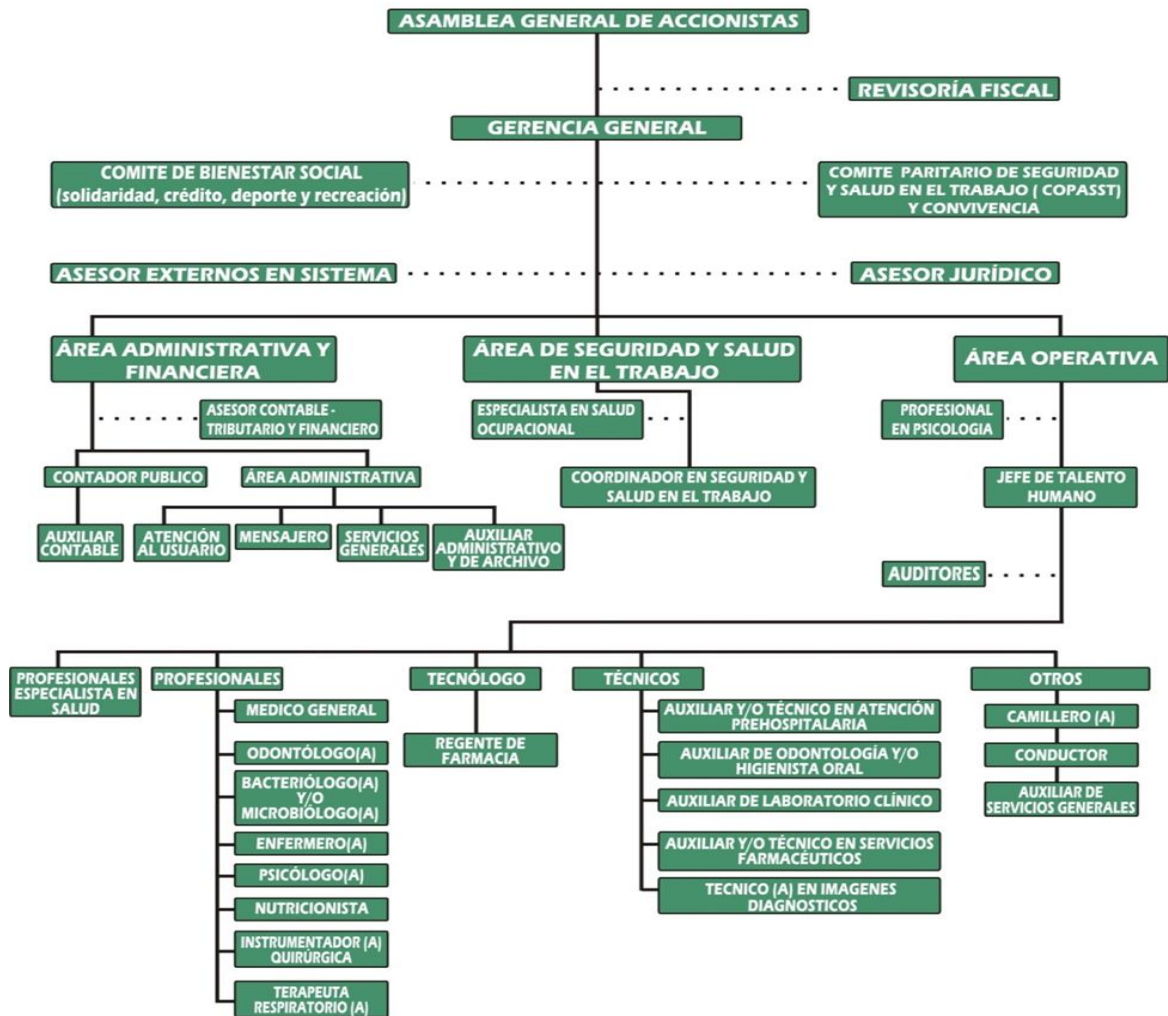 ASAMBLEA GENERAL DE ACCIONISTAS
REVISORÍA FISCAL
GERENCIA GENERAL
COMITE DE BIENESTAR SOCIAL
(solidaridad, crédito, deporte y recreación)
COMITE PARITARIO DE SEGURIDAD
Y SALUD EN EL TRABAJO ( COPASST)
Y CONVIVENCIA
ASESOR EXTERNOS EN SISTEMA
ASESOR JURÍDICO
ÁREA ADMINISTRATIVA Y
FINANCIERA
ÁREA DE SEGURIDAD Y SALUD
EN EL TRABAJO
ÁREA OPERATIVA
ASESOR CONTABLE -
TRIBUTARIO Y FINANCIERO
ESPECIALISTA EN SALUD
OCUPACIONAL
PROFESIONAL
EN PSICOLOGIA
CONTADOR PUBLICO
ÁREA ADMINISTRATIVA
COORDINADOR EN SEGURIDAD Y
SALUD EN EL TRABAJO
JEFE DE TALENTO
HUMANO
AUXILIAR
CONTABLE
ATENCIÓN
AL USUARIO
MENSAJERO
SERVICIOS
GENERALES
AUXILIAR
ADMINISTRATIVO
Y DE ARCHIVO
AUDITORES
PROFESIONALES
ESPECIALISTA EN
SALUD
PROFESIONALES
MEDICO GENERAL
ODONTÓLOGO(A)
BACTERIÓLOGO(A)
Y/O
MICROBIÓLOGO(A)
ENFERMERO(A)
PSICÓLOGO(A)
NUTRICIONISTA
INSTRUMENTADOR (A)
QUIRÚRGICA
TERAPEUTA
RESPIRATORIO (A)
TECNÓLOGO
REGENTE DE
FARMACIA
TÉCNICOS
AUXILIAR Y/O TÉCNICO EN ATENCIÓN
PREHOSPITALARIA
AUXILIAR DE ODONTOLOGÍA Y/O
HIGIENISTA ORAL
AUXILIAR DE LABORATORIO CLÍNICO
AUXILIAR Y/O TÉCNICO EN SERVICIOS
FARMACÉUTICOS
TECNICO (A) EN IMAGENES
DIAGNOSTICOS
OTROS
CAMILLERO (A)
CONDUCTOR
AUXILIAR DE
SERVICIOS GENERALES